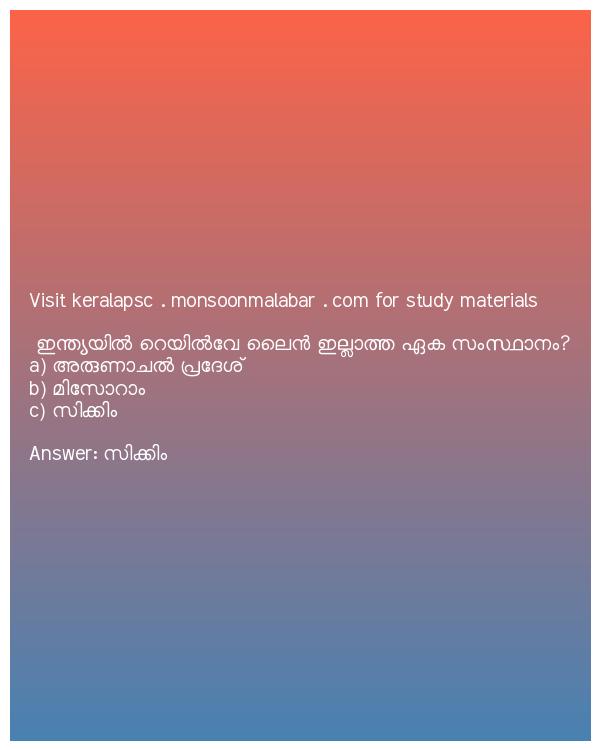 Visit keralapsc . monsoonmalabar . com for study materials
ഇന്ത്യയിൽ റെയിൽവേ ലൈൻ ഇല്ലാത്ത ഏക സംസ്ഥാനം?
a) അരുണാചൽ പ്രദേശ്
b) മിസോറാം
c) സിക്കിം
Answer: സിക്കിം